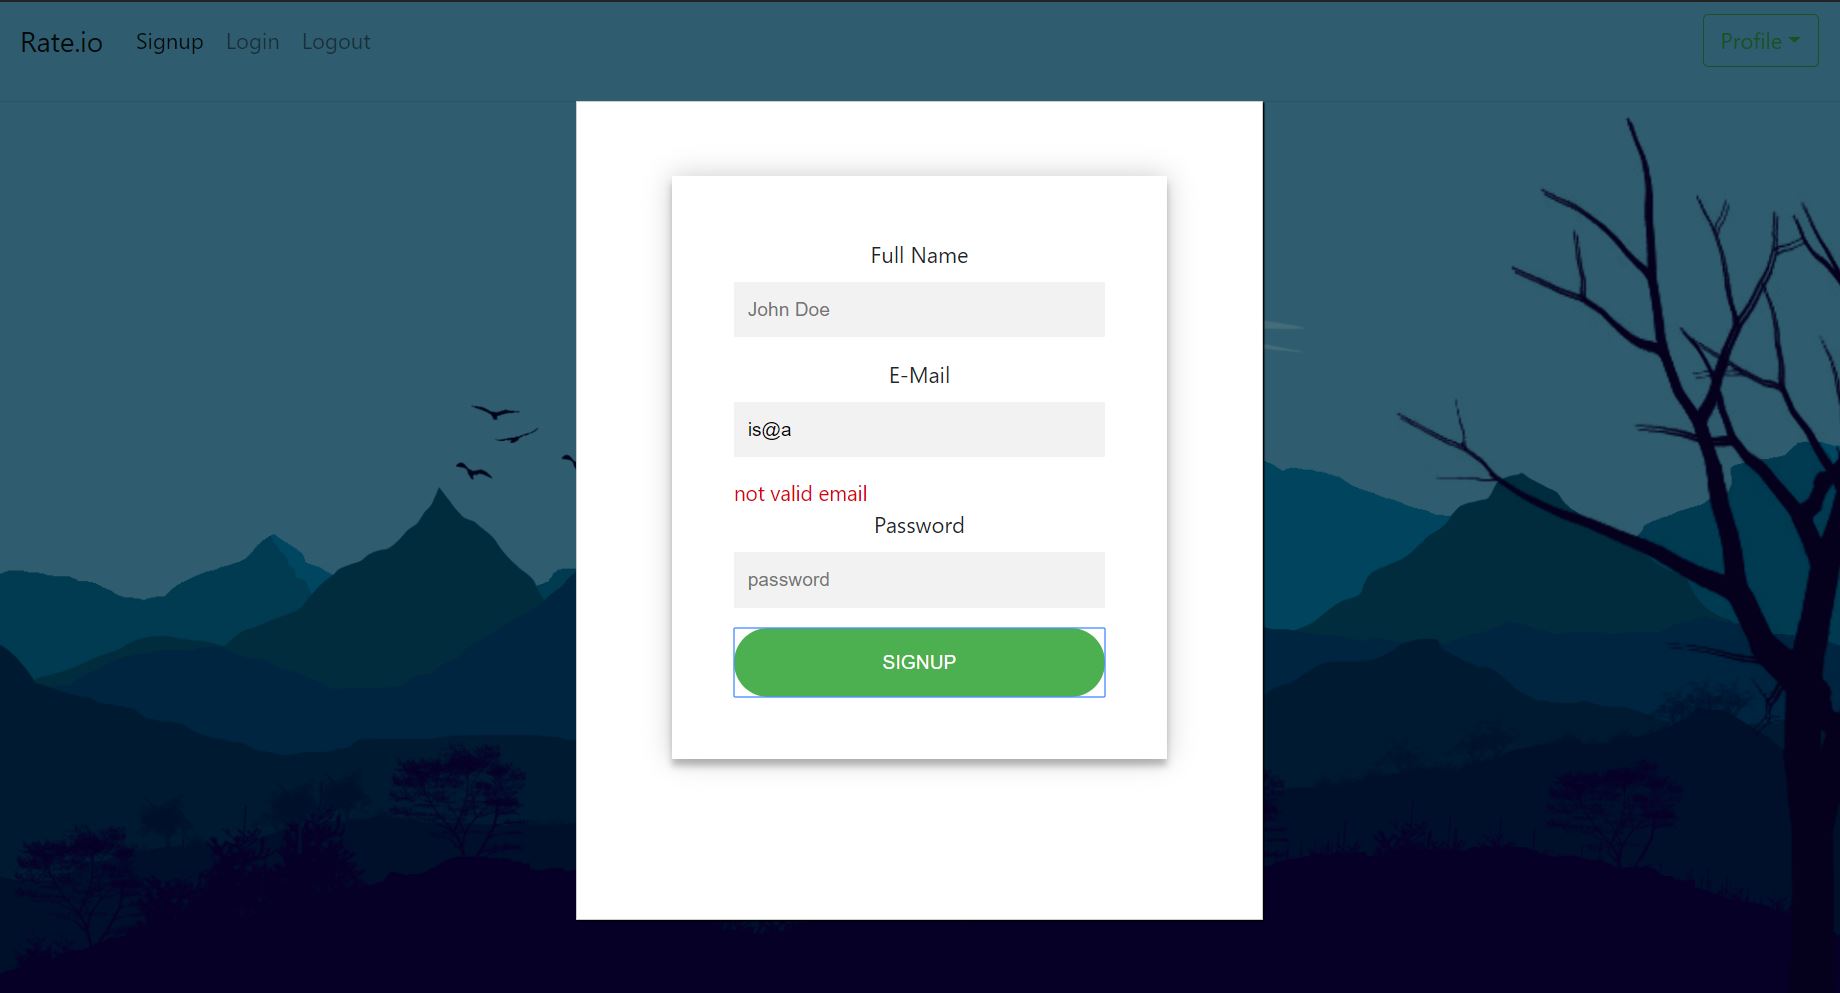 Rate.io Signup Login Logout Profile
Full Name
John Doe
E-Mail
is@a
not valid email
Password
password
SIGNUP